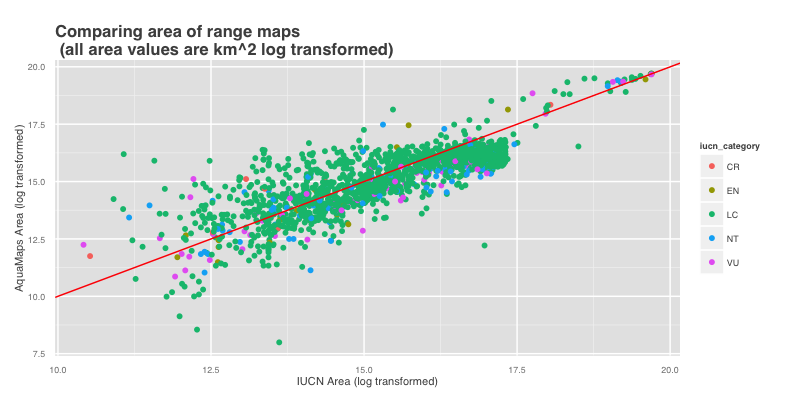 Comparing area of range maps
(all area values are km^2 log transformed)
20.0
17.5
15.0
12.5
10.0
7.5
AquaMaps Area (log transformed)
10.0
12.5
15.0
17.5
20.0
IUCN Area (log transformed)
iucn_category
CR
EN
LC
NT
VU